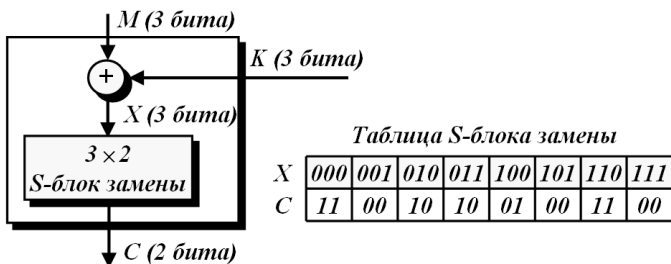 M (3 бита)
K (3 бита)
+
X (3 бита)
3 × 2
S-блок замены
C (2 бита)
Таблица S-блока замены
X 000 001 010 011 100 101 110 111
C 11 00 10 10 01 00 11 00